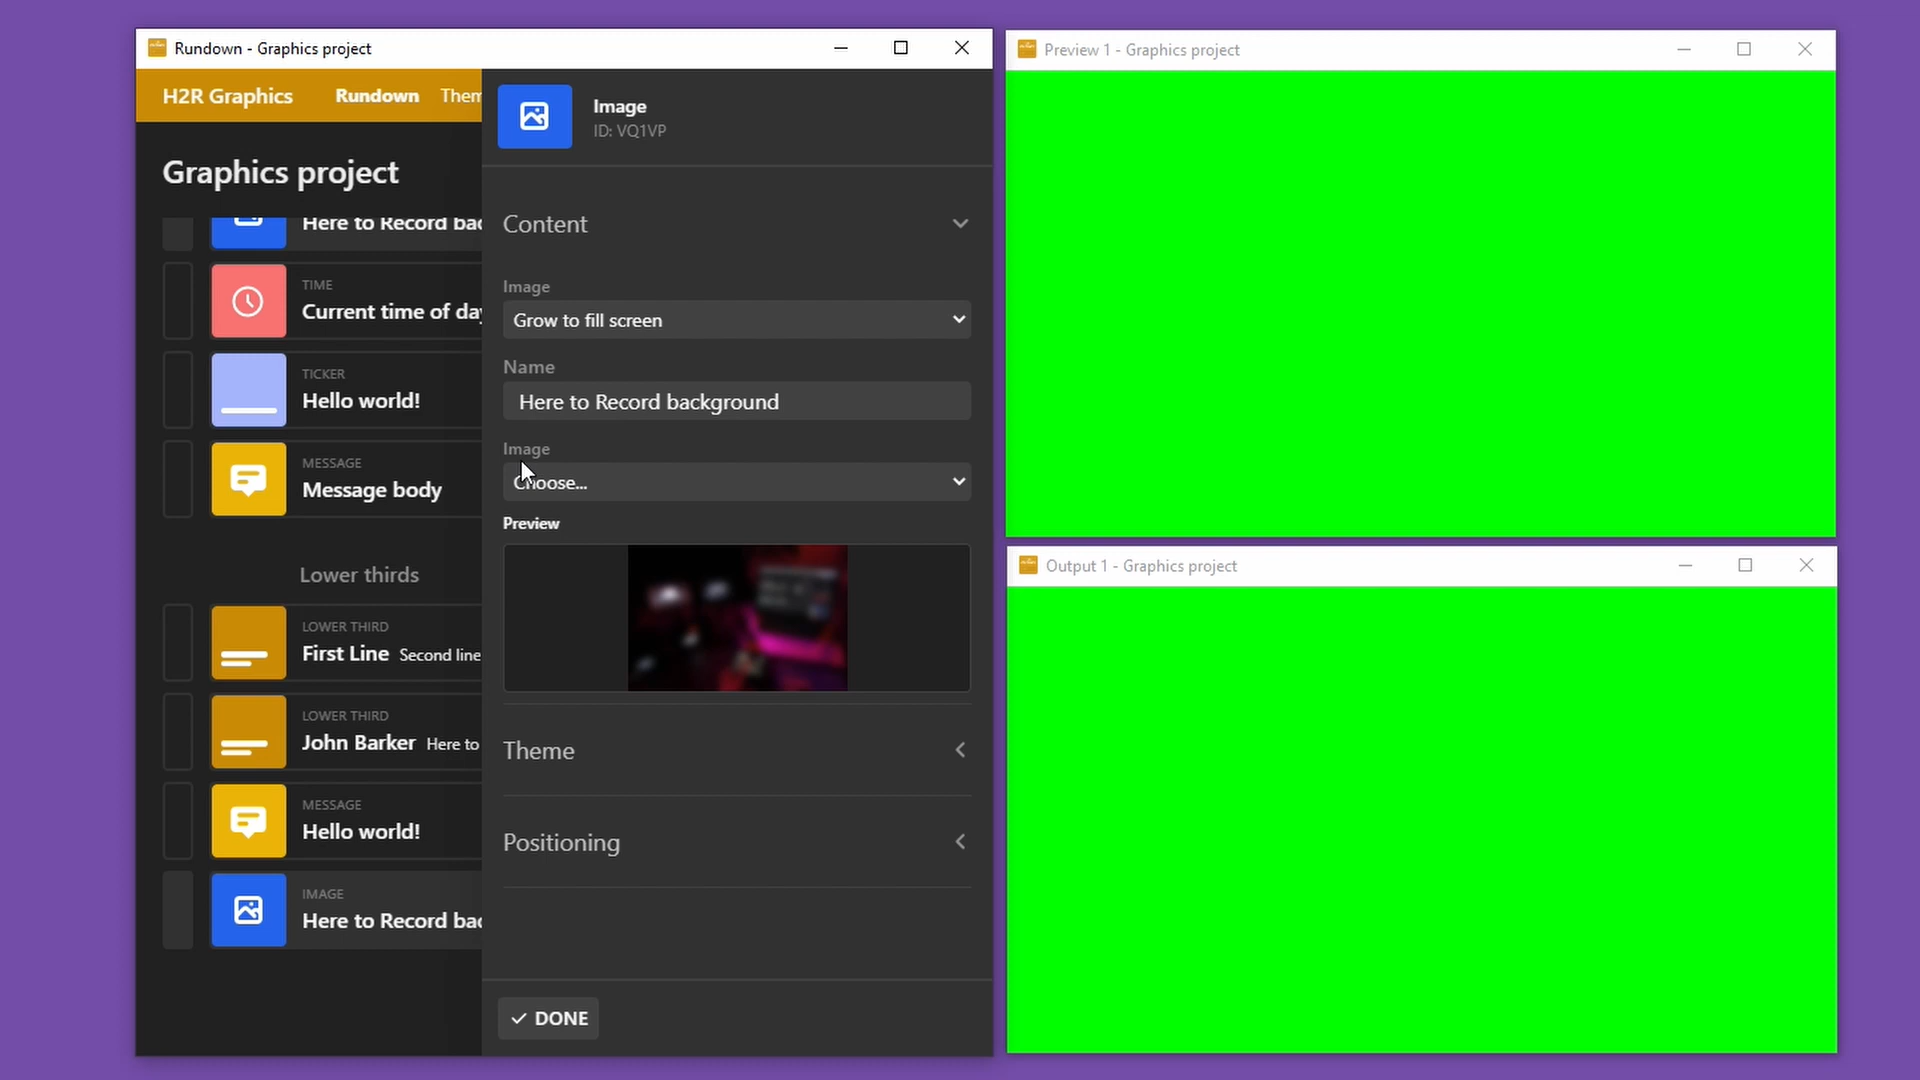 Rundown - Graphics project
H2R Graphics
Rundown
Them
Graphics project
Here to Record bac
TIME
Current time of day
TICKER
Hello world!
MESSAGE
Message body
Lower thirds
LOWER THIRD
First Line Second line
LOWER THIRD
John Barker Here to
MESSAGE
Hello world!
IMAGE
Here to Record bac
Image
ID: VQ1VP
Content
Image
Grow to fill screen
Name
Here to Record background
Image
Choose...
Preview
Theme
Positioning
DONE
Preview 1 - Graphics project
Output 1 - Graphics project